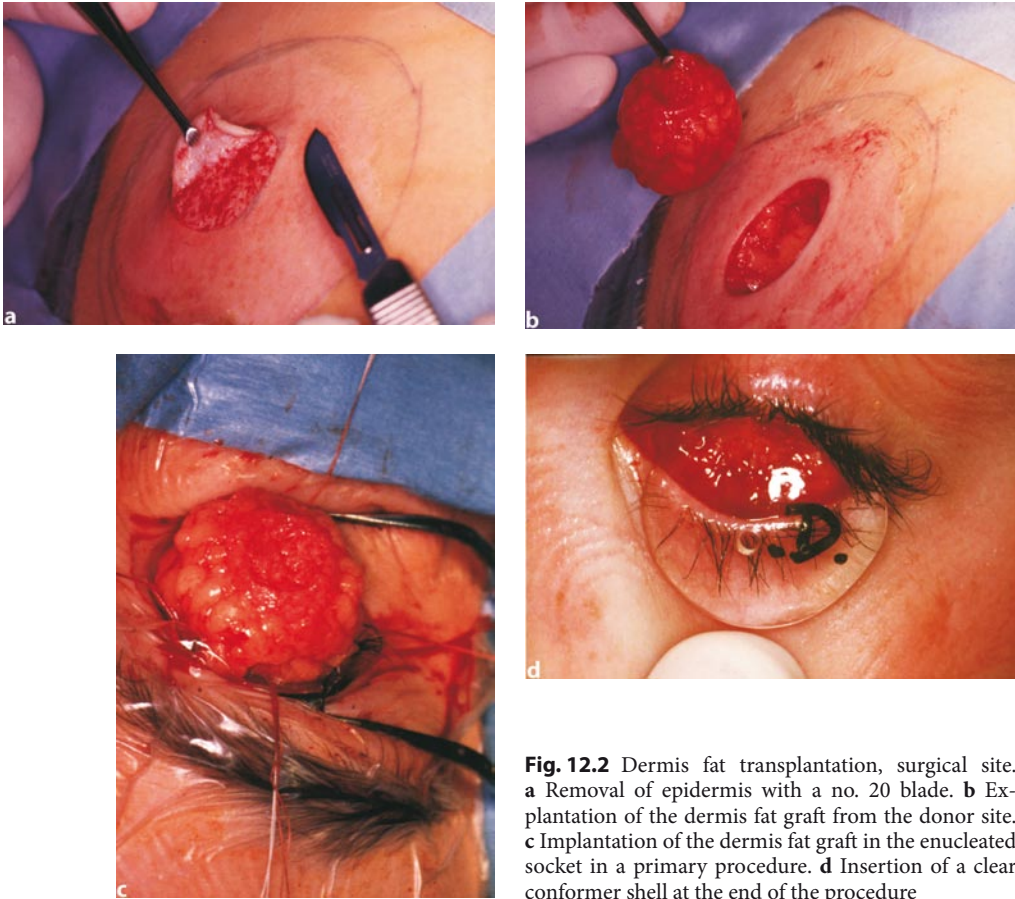 a
b
c
d
D
Fig. 12.2 Dermis fat transplantation, surgical site.
a Removal of epidermis with a no. 20 blade. b Ex-
plantation of the dermis fat graft from the donor site.
c Implantation of the dermis fat graft in the enucleated
socket in a primary procedure. d Insertion of a clear
conformer shell at the end of the procedure